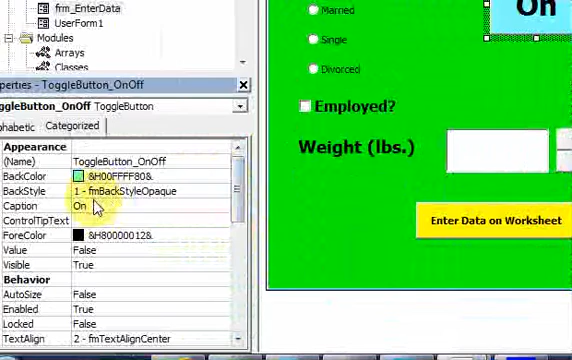 frm_EnterData
UserForm1
Modules
Arrays
Classes
perties - ToggleButton_OnOff
oggleButton_OnOff ToggleButton
phabetic Categorized
Appearance
(Name) ToggleButton_OnOff
BackColor &H00FFFF80&
BackStyle 1 - fmBackStyleOpaque
Caption On
ControlTipText
ForeColor &H80000012&
Value False
Visible True
Behavior
AutoSize False
Enabled True
Locked False
TextAlign 2 - fmTextAlignCenter
On
Married
Single
Divorced
Employed?
Weight (lbs.)
Enter Data on Worksheet